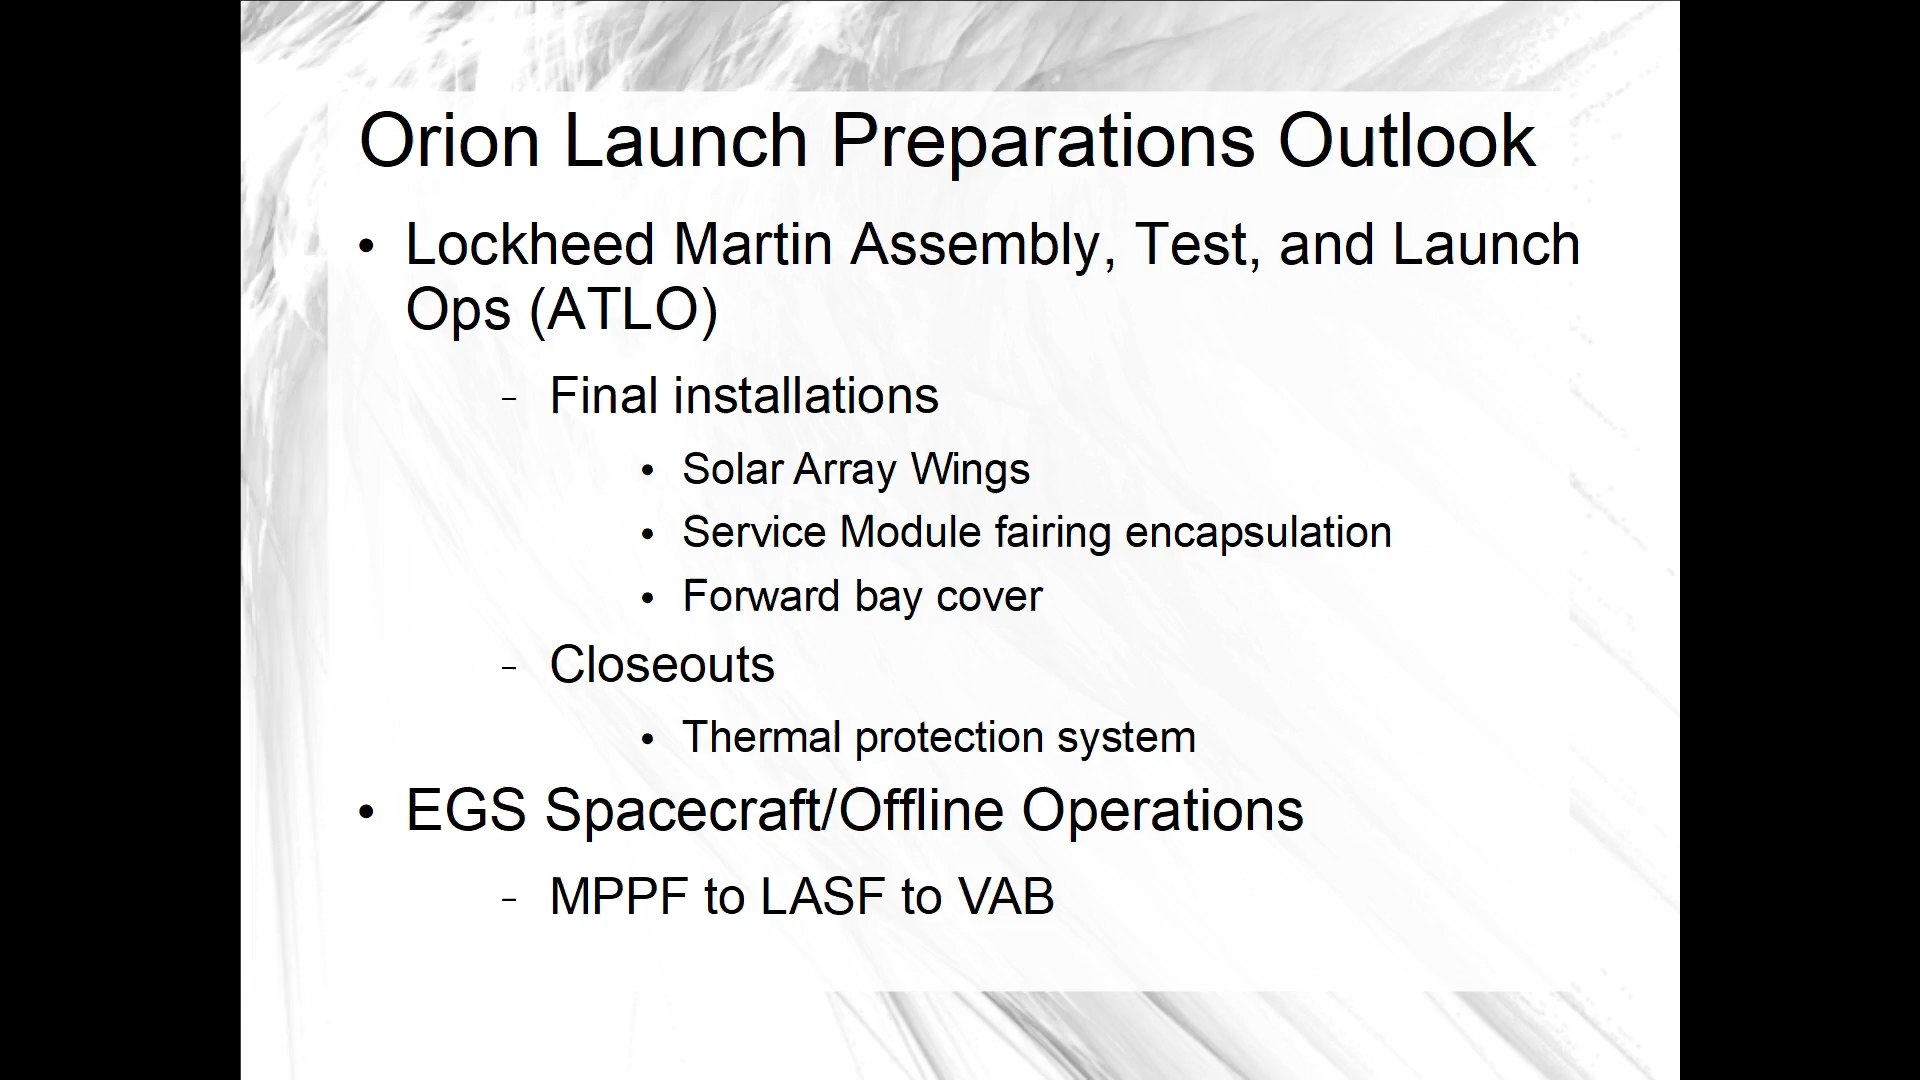 Orion Launch Preparations Outlook
• Lockheed Martin Assembly, Test, and Launch
Ops (ATLO)
– Final installations
• Solar Array Wings
• Service Module fairing encapsulation
• Forward bay cover
– Closeouts
• Thermal protection system
• EGS Spacecraft/Offline Operations
– MPPF to LASF to VAB